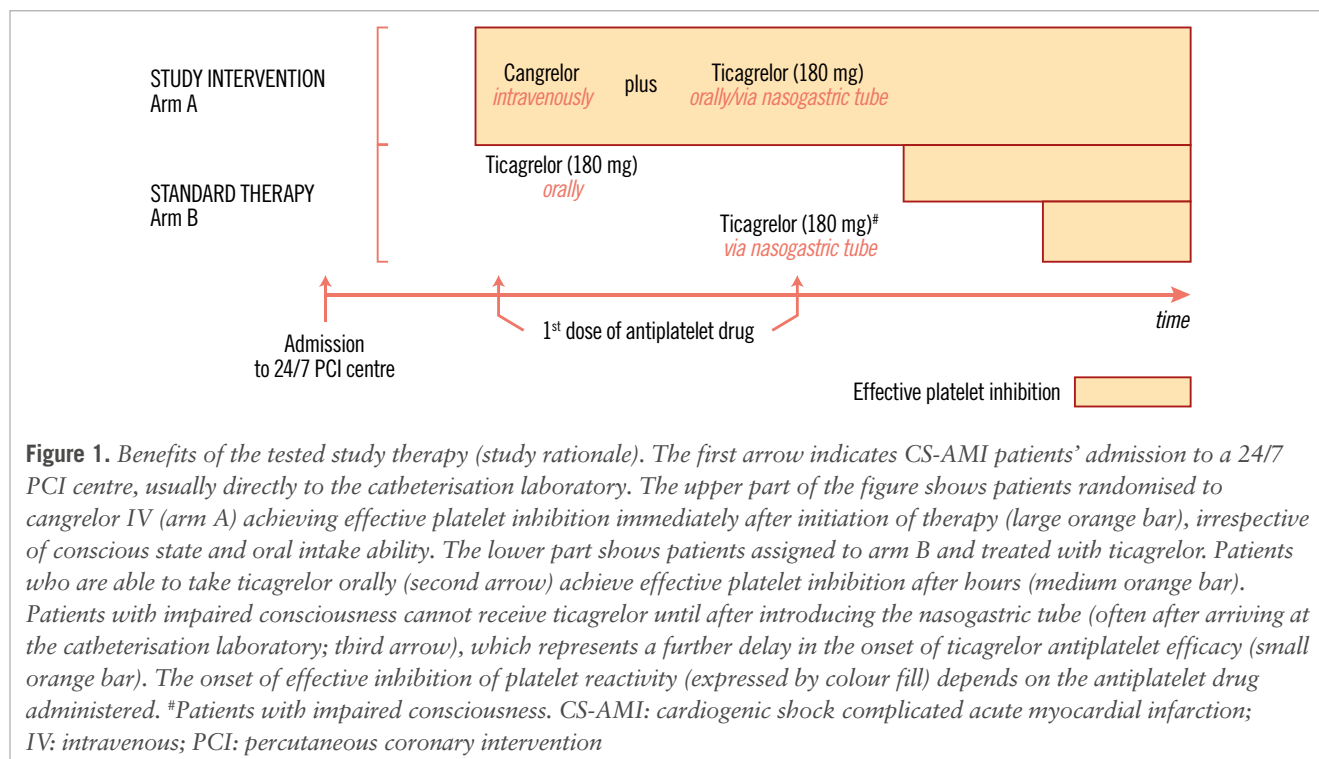 STUDY INTERVENTION
Arm A
Cangrelor
intravenously
plus
Ticagrelor (180 mg)
orally/via nasogastric tube
STANDARD THERAPY
Arm B
Ticagrelor (180 mg)
orally
Ticagrelor (180 mg)#
via nasogastric tube
time
Admission
to 24/7 PCI centre
1st dose of antiplatelet drug
Effective platelet inhibition
Figure 1. Benefits of the tested study therapy (study rationale). The first arrow indicates CS-AMI patients' admission to a 24/7
PCI centre, usually directly to the catheterisation laboratory. The upper part of the figure shows patients randomised to
cangrelor IV (arm A) achieving effective platelet inhibition immediately after initiation of therapy (large orange bar), irrespective
of conscious state and oral intake ability. The lower part shows patients assigned to arm B and treated with ticagrelor. Patients
who are able to take ticagrelor orally (second arrow) achieve effective platelet inhibition after hours (medium orange bar).
Patients with impaired consciousness cannot receive ticagrelor until after introducing the nasogastric tube (often after arriving at
the catheterisation laboratory; third arrow), which represents a further delay in the onset of ticagrelor antiplatelet efficacy (small
orange bar). The onset of effective inhibition of platelet reactivity (expressed by colour fill) depends on the antiplatelet drug
administered. #Patients with impaired consciousness. CS-AMI: cardiogenic shock complicated acute myocardial infarction;
IV: intravenous; PCI: percutaneous coronary intervention